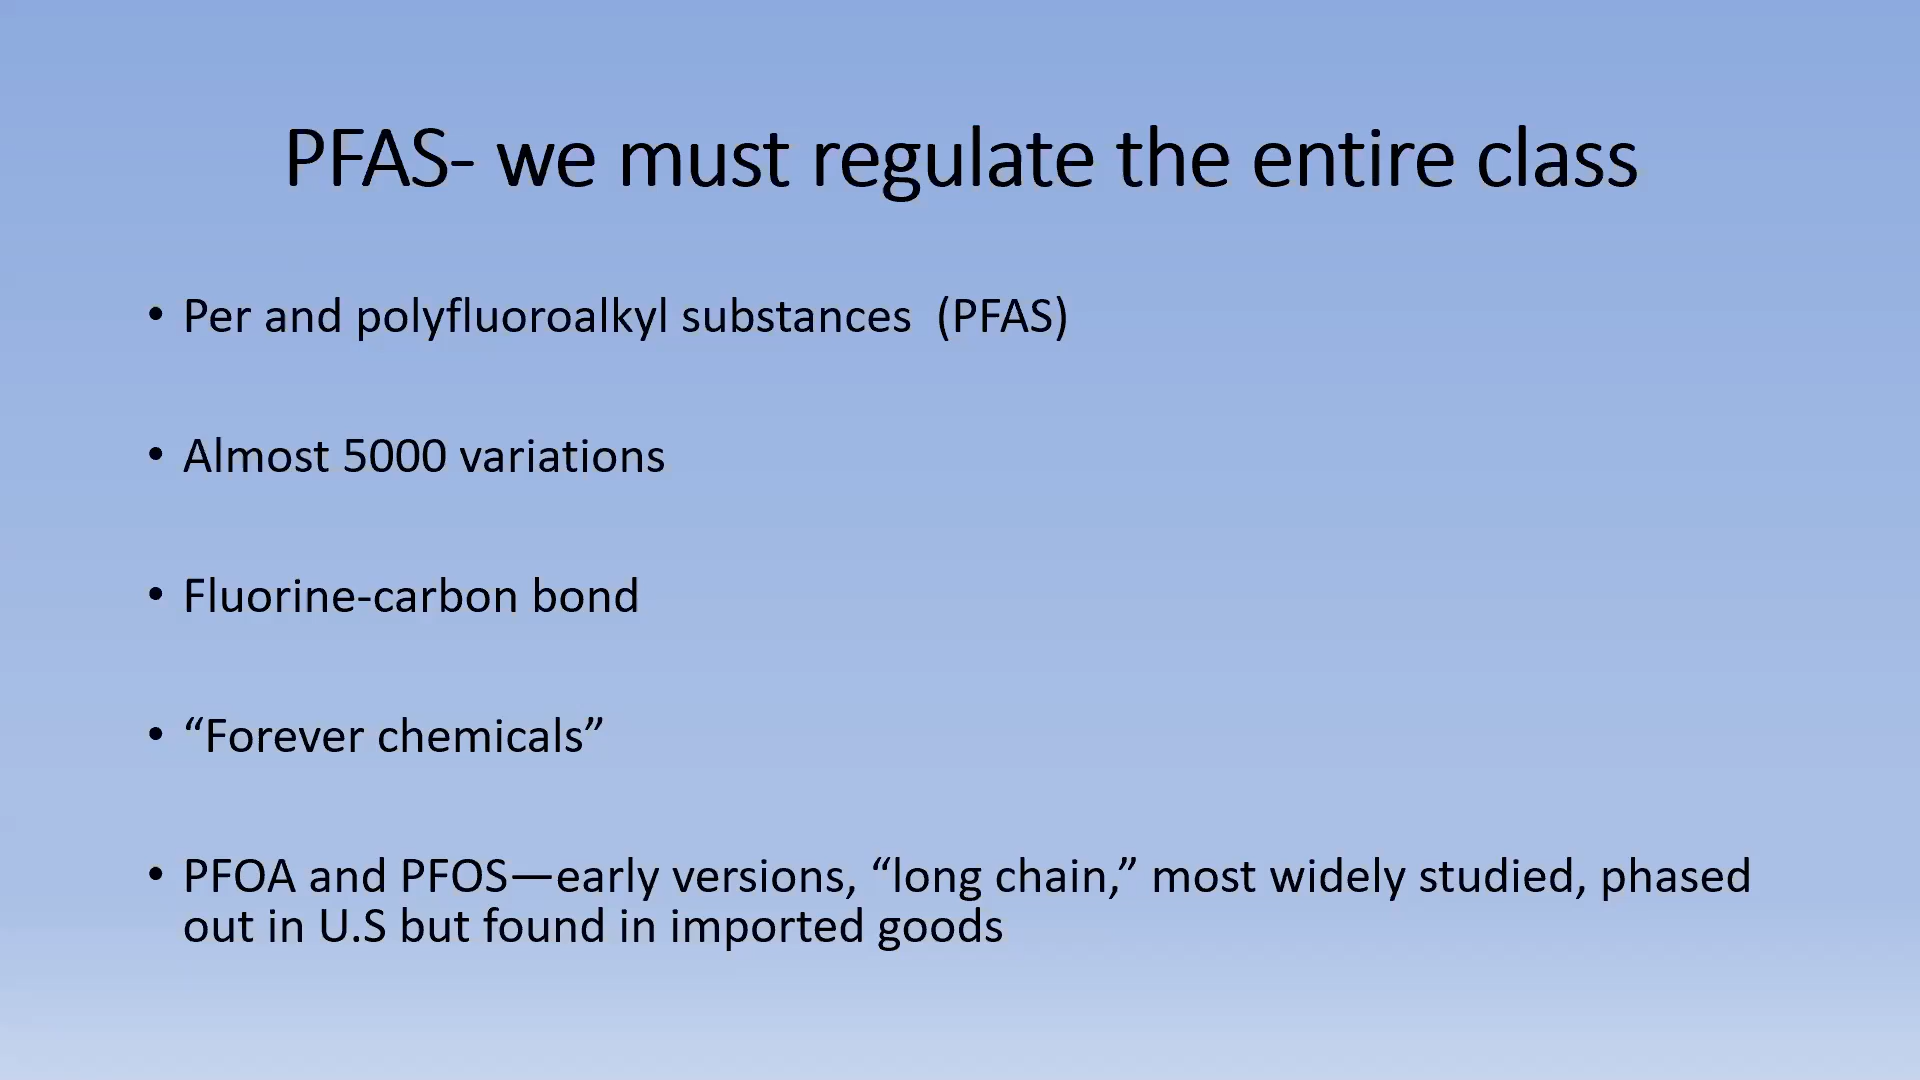 PFAS- we must regulate the entire class
• Per and polyfluoroalkyl substances  (PFAS)
• Almost 5000 variations
• Fluorine-carbon bond
• “Forever chemicals”
• PFOA and PFOS—early versions, “long chain,” most widely studied, phased
out in U.S but found in imported goods